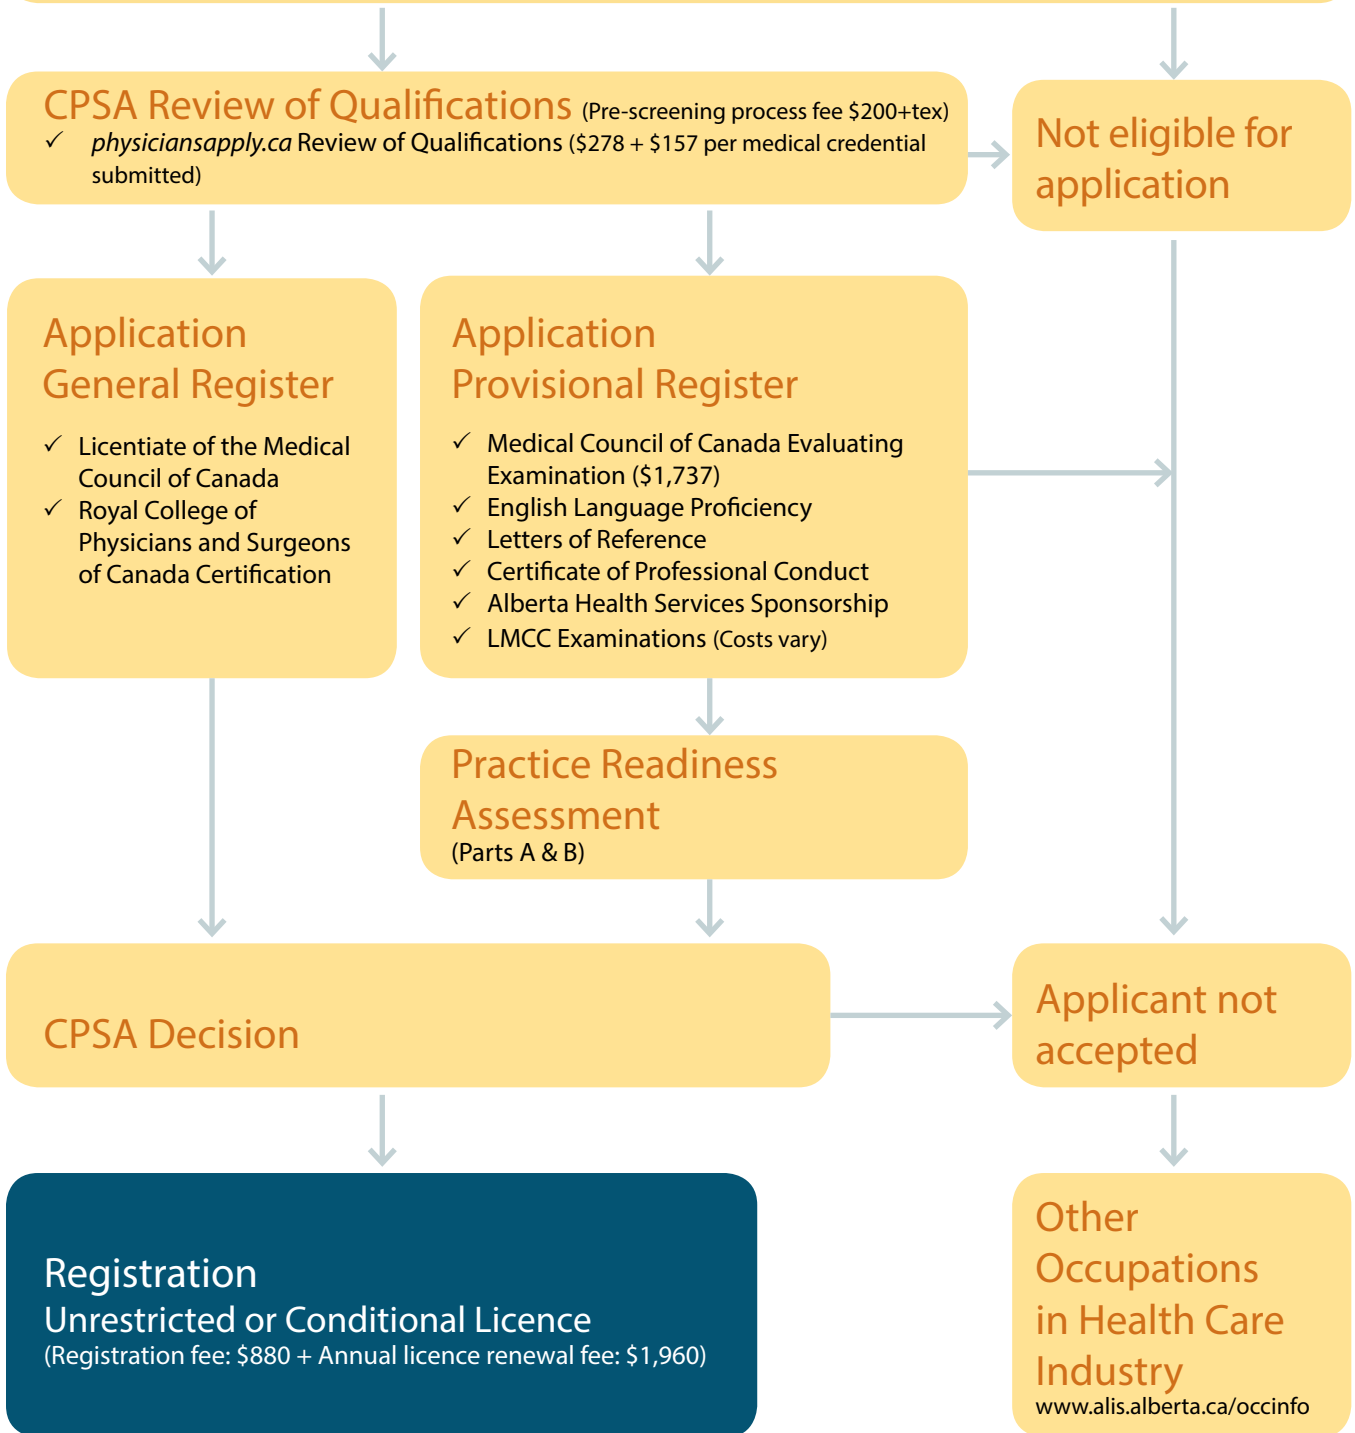 CPSA Review of Qualifications (Pre-screening process fee $200+tex)
✓ physiciansapply.ca Review of Qualifications ($278 + $157 per medical credential
submitted)
Not eligible for
application
Application
General Register
✓ Licentiate of the Medical
Council of Canada
✓ Royal College of
Physicians and Surgeons
of Canada Certification
Application
Provisional Register
✓ Medical Council of Canada Evaluating
Examination ($1,737)
✓ English Language Proficiency
✓ Letters of Reference
✓ Certificate of Professional Conduct
✓ Alberta Health Services Sponsorship
✓ LMCC Examinations (Costs vary)
Practice Readiness
Assessment
(Parts A & B)
CPSA Decision
Applicant not
accepted
Registration
Unrestricted or Conditional Licence
(Registration fee: $880 + Annual licence renewal fee: $1,960)
Other
Occupations
in Health Care
Industry
www.alis.alberta.ca/occinfo